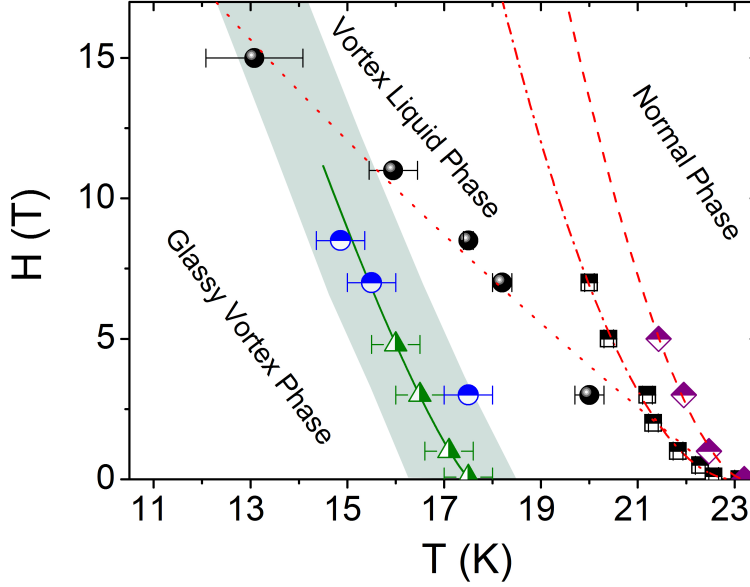 15
10
5
0
H (T)
Vortex Liquid Phase
Normal Phase
Glassy Vortex Phase
11
13
15
17
19
21
23
T (K)